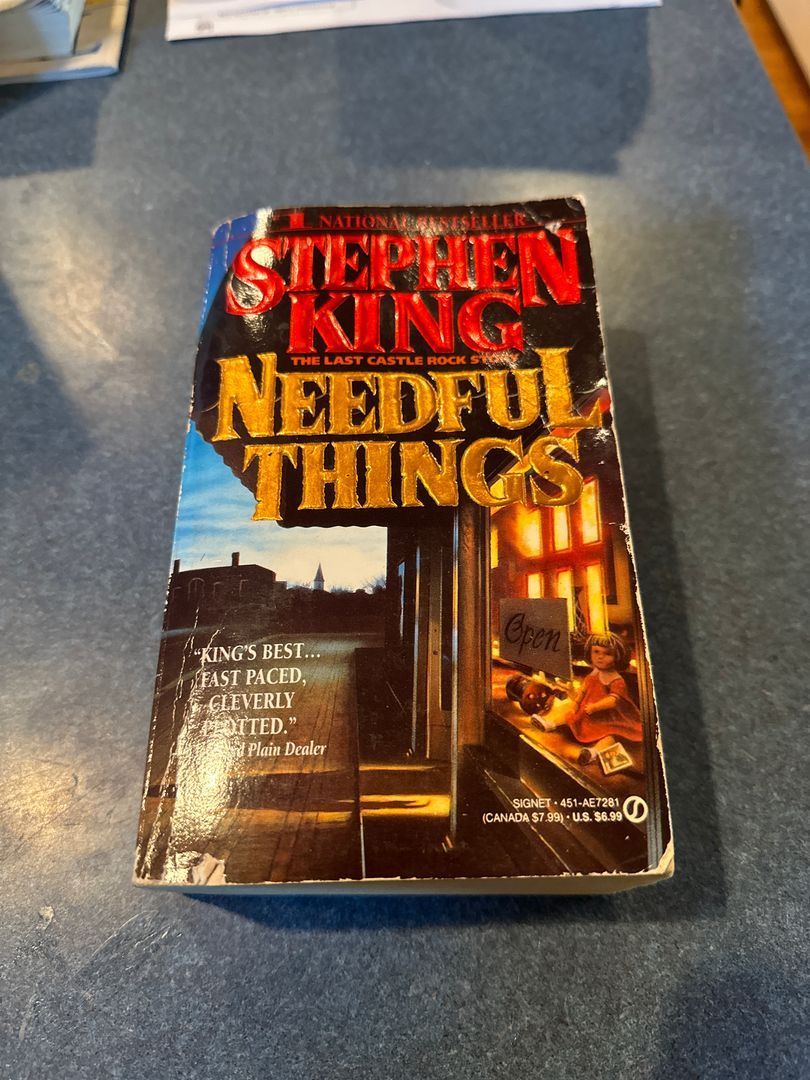 1 NATIONAL BESTSELLER
STEPHEN
KING
THE LAST CASTLE ROCK STORY
NEEDFUL
THINGS
Open
"KING'S BEST...
FAST PACED,
CLEVERLY
PLOTTED."
Plain Dealer
SIGNET • 451-AE7281
(CANADA $7.99) • U.S. $6.99